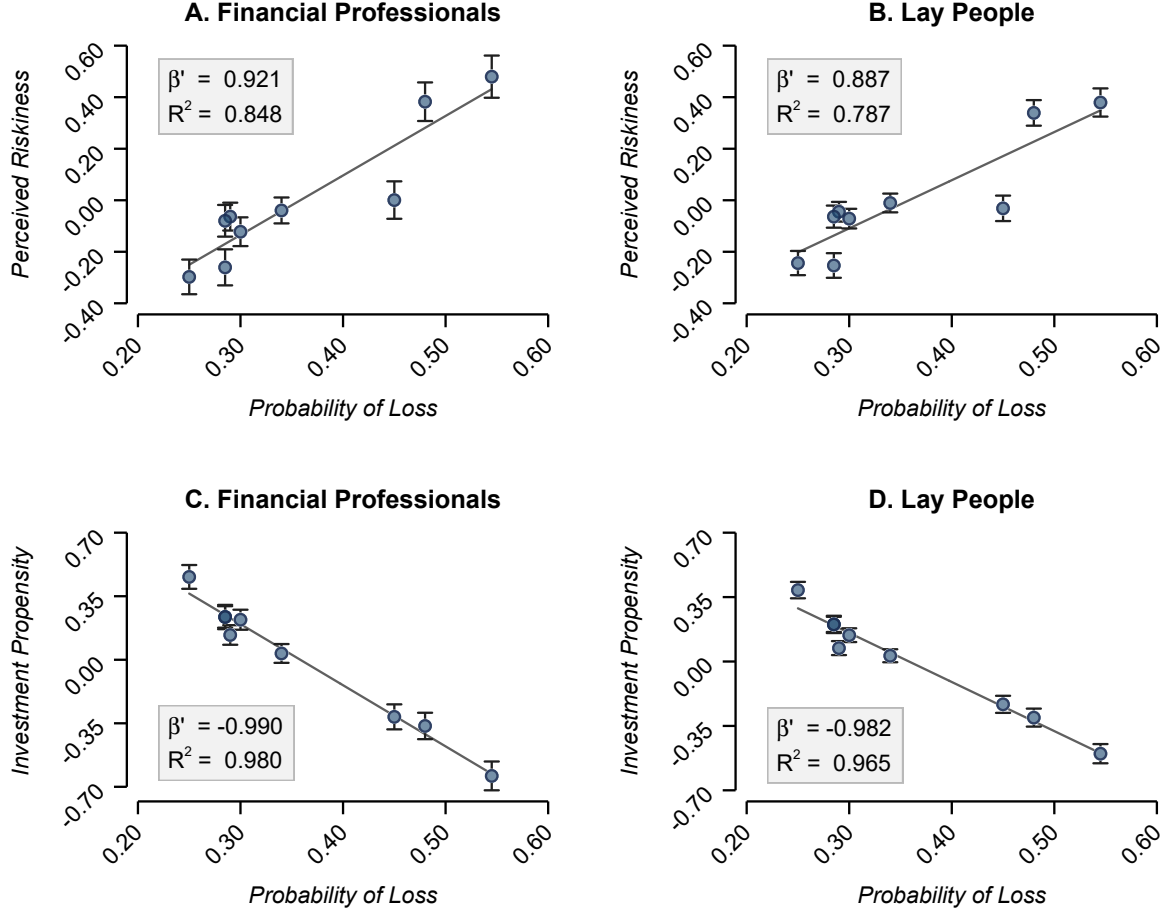 A. Financial Professionals
β' = 0.921
R² = 0.848
Perceived Riskiness
0.60
0.40
0.20
0.00
-0.20
-0.40
0.20
0.30
0.40
0.50
0.60
Probability of Loss
B. Lay People
β' = 0.887
R² = 0.787
Perceived Riskiness
0.60
0.40
0.20
0.00
-0.20
-0.40
0.20
0.30
0.40
0.50
0.60
Probability of Loss
C. Financial Professionals
Investment Propensity
0.70
0.35
0.00
-0.35
-0.70
β' = -0.990
R² = 0.980
0.20
0.30
0.40
0.50
0.60
Probability of Loss
D. Lay People
Investment Propensity
0.70
0.35
0.00
-0.35
-0.70
β' = -0.982
R² = 0.965
0.20
0.30
0.40
0.50
0.60
Probability of Loss